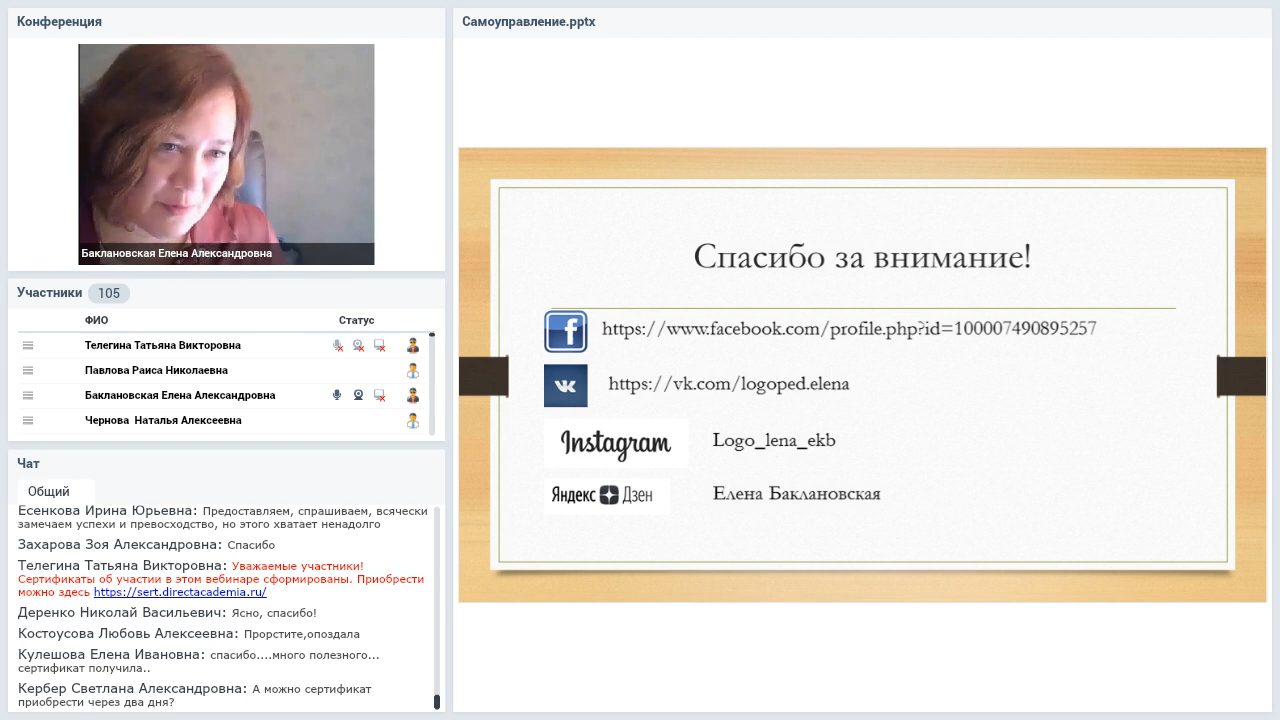 Конференция
Баклановская Елена Александровна
Участники 105
ФИО Статус
Телегина Татьяна Викторовна
Павлова Раиса Николаевна
Баклановская Елена Александровна
Чернова Наталья Алексеевна
Чат
Общий
Есенкова Ирина Юрьевна: Предоставляем, спрашиваем, всячески
замечаем успехи и превосходство, но этого хватает ненадолго
Захарова Зоя Александровна: Спасибо
Телегина Татьяна Викторовна: Уважаемые участники!
Сертификаты об участии в этом вебинаре сформированы. Приобрести
можно здесь https://sert.directacademia.ru/
Деренко Николай Васильевич: Ясно, спасибо!
Костоусова Любовь Алексеевна: Прорстите,опоздала
Кулешова Елена Ивановна: спасибо....много полезного...
сертификат получила..
Кербер Светлана Александровна: А можно сертификат
приобрести через два дня?
Самоуправление.pptx
Спасибо за внимание!
f https://www.facebook.com/profile.php?id=100007490895257
https://vk.com/logoped.elena
Instagram Logo_lena_ekb
Яндекс Дзен Елена Баклановская